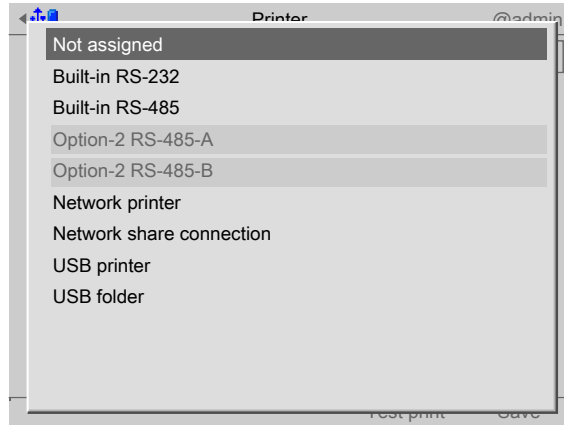 Printer @admin
Not assigned
Built-in RS-232
Built-in RS-485
Option-2 RS-485-A
Option-2 RS-485-B
Network printer
Network share connection
USB printer
USB folder
Test print Save